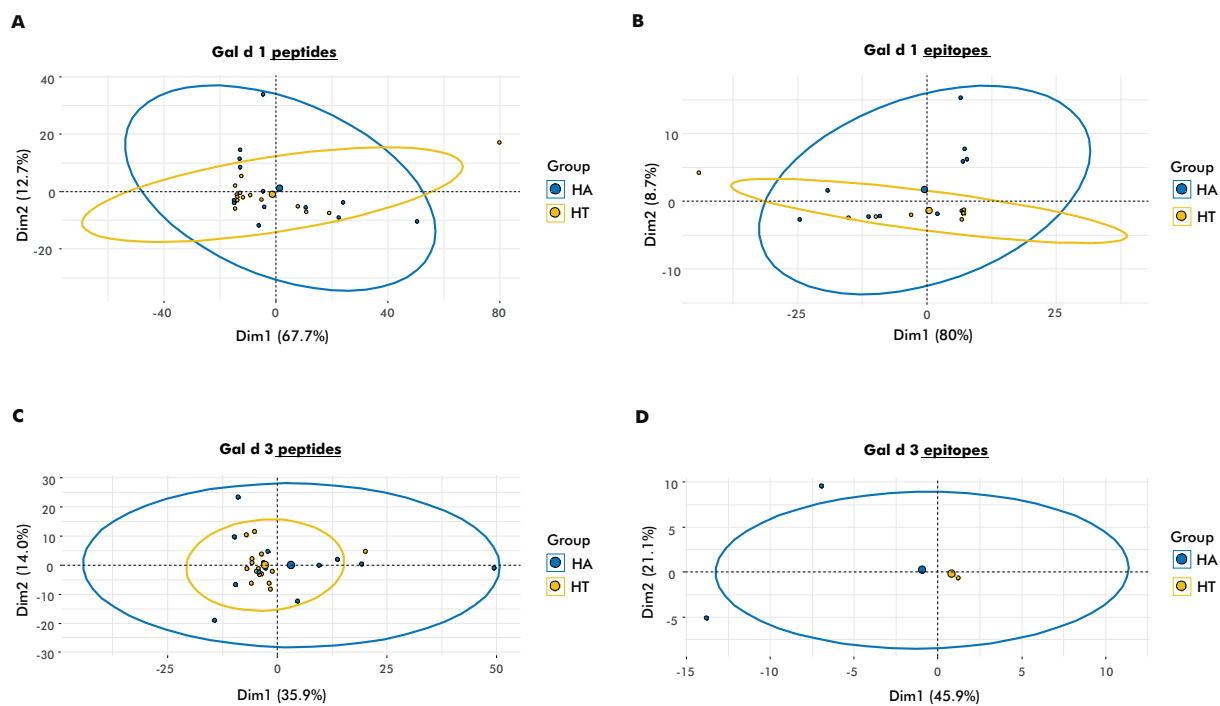 A
Gal d 1 peptides
40
20
0
-20
Dim2 (12.7%)
-40
0
40
80
Dim1 (67.7%)
Group
HA
HT
B
Gal d 1 epitopes
10
0
-10
Dim2 (8.7%)
-25
0
25
Dim1 (80%)
Group
HA
HT
C
Gal d 3 peptides
30
20
10
0
-10
-20
-30
Dim2 (14.0%)
-25
0
25
50
Dim1 (35.9%)
Group
HA
HT
D
Gal d 3 epitopes
10
5
0
-5
Dim2 (21.1%)
-15
-10
-5
0
5
10
Dim1 (45.9%)
Group
HA
HT